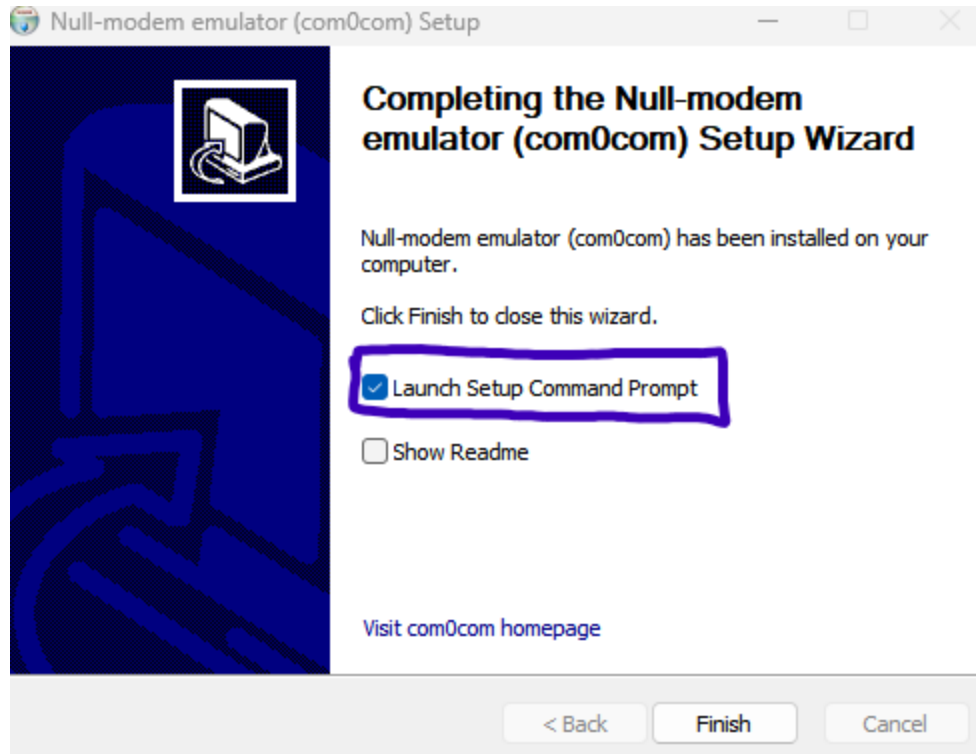 Null-modem emulator (com0com) Setup
Completing the Null-modem
emulator (com0com) Setup Wizard
Null-modem emulator (com0com) has been installed on your
computer.
Click Finish to close this wizard.
Launch Setup Command Prompt
Show Readme
Visit com0com homepage
< Back Finish Cancel